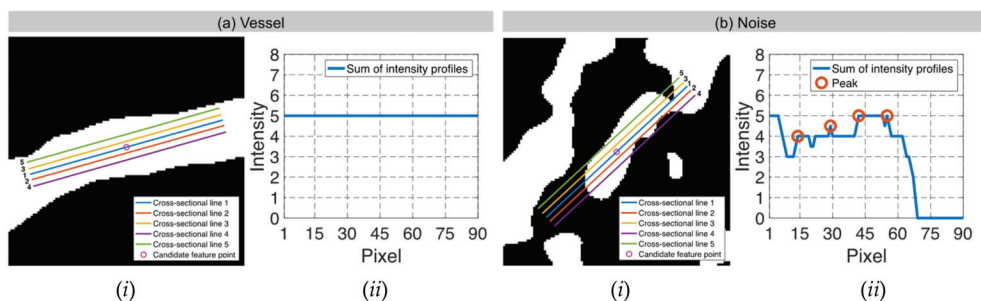 (a) Vessel
(b) Noise
5
3
1
2
4
Cross-sectional line 1
Cross-sectional line 2
Cross-sectional line 3
Cross-sectional line 4
Cross-sectional line 5
Candidate feature point
(i)
8
7
6
5
4
3
2
1
0
Intensity
Sum of intensity profiles
1 15 30 45 60 75 90
Pixel
(ii)
5
3
1
2
4
Cross-sectional line 1
Cross-sectional line 2
Cross-sectional line 3
Cross-sectional line 4
Cross-sectional line 5
Candidate feature point
(i)
8
7
6
5
4
3
2
1
0
Intensity
Sum of intensity profiles
Peak
1 15 30 45 60 75 90
Pixel
(ii)